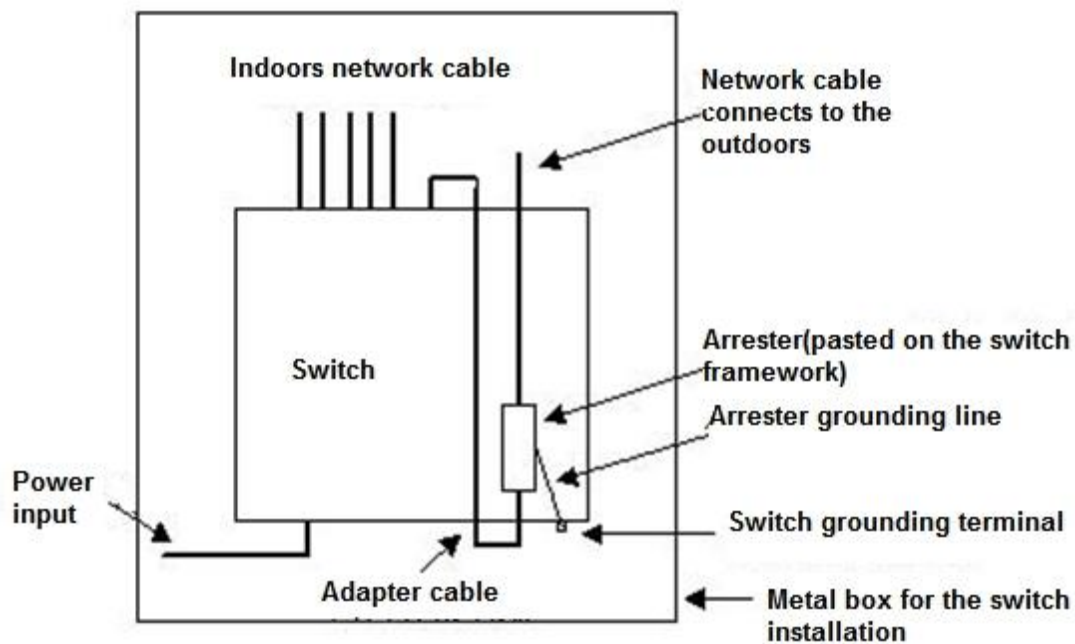 Indoors network cable
Network cable
connects to the
outdoors
Switch
Arrester(pasted on the switch
framework)
Arrester grounding line
Power
input
Switch grounding terminal
Adapter cable
Metal box for the switch
installation